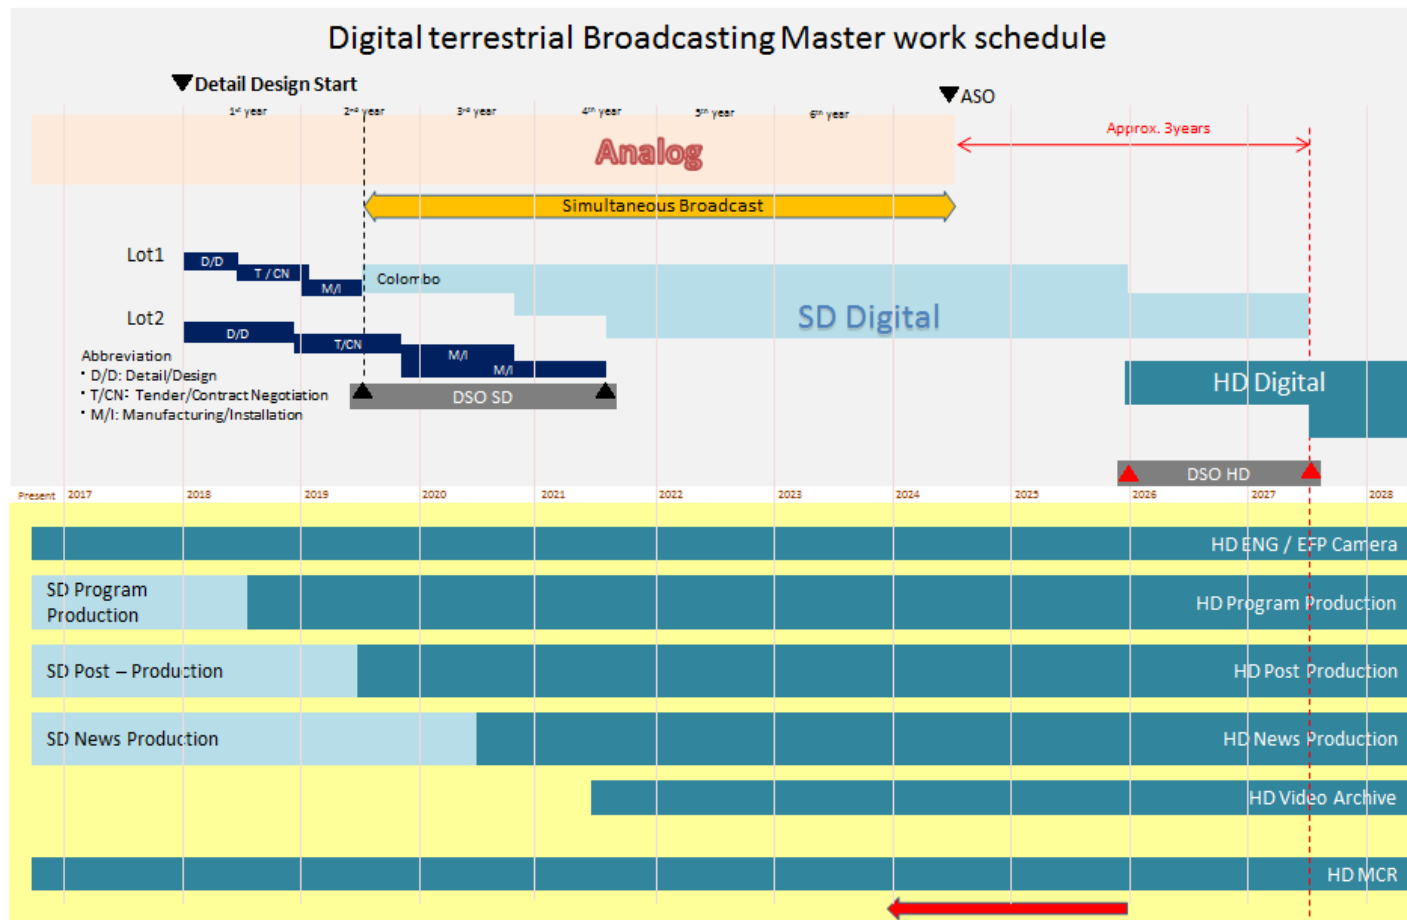 Digital terrestrial Broadcasting Master work schedule
▼Detail Design Start
▼ASO
1st year
2nd year
3rd year
4th year
5th year
6th year
Approx. 3years
Analog
Simultaneous Broadcast
Lot1
D/D
T / CN
M/I
Colombo
SD Digital
Lot2
D/D
T/CN
M/I
M/I
Abbreviation
・D/D: Detail/Design
・T/CN: Tender/Contract Negotiation
・M/I: Manufacturing/Installation
DSO SD
HD Digital
DSO HD
Present
2017
2018
2019
2020
2021
2022
2023
2024
2025
2026
2027
2028
HD ENG / EFP Camera
SD Program
Production
HD Program Production
SD Post – Production
HD Post Production
SD News Production
HD News Production
HD Video Archive
HD MCR